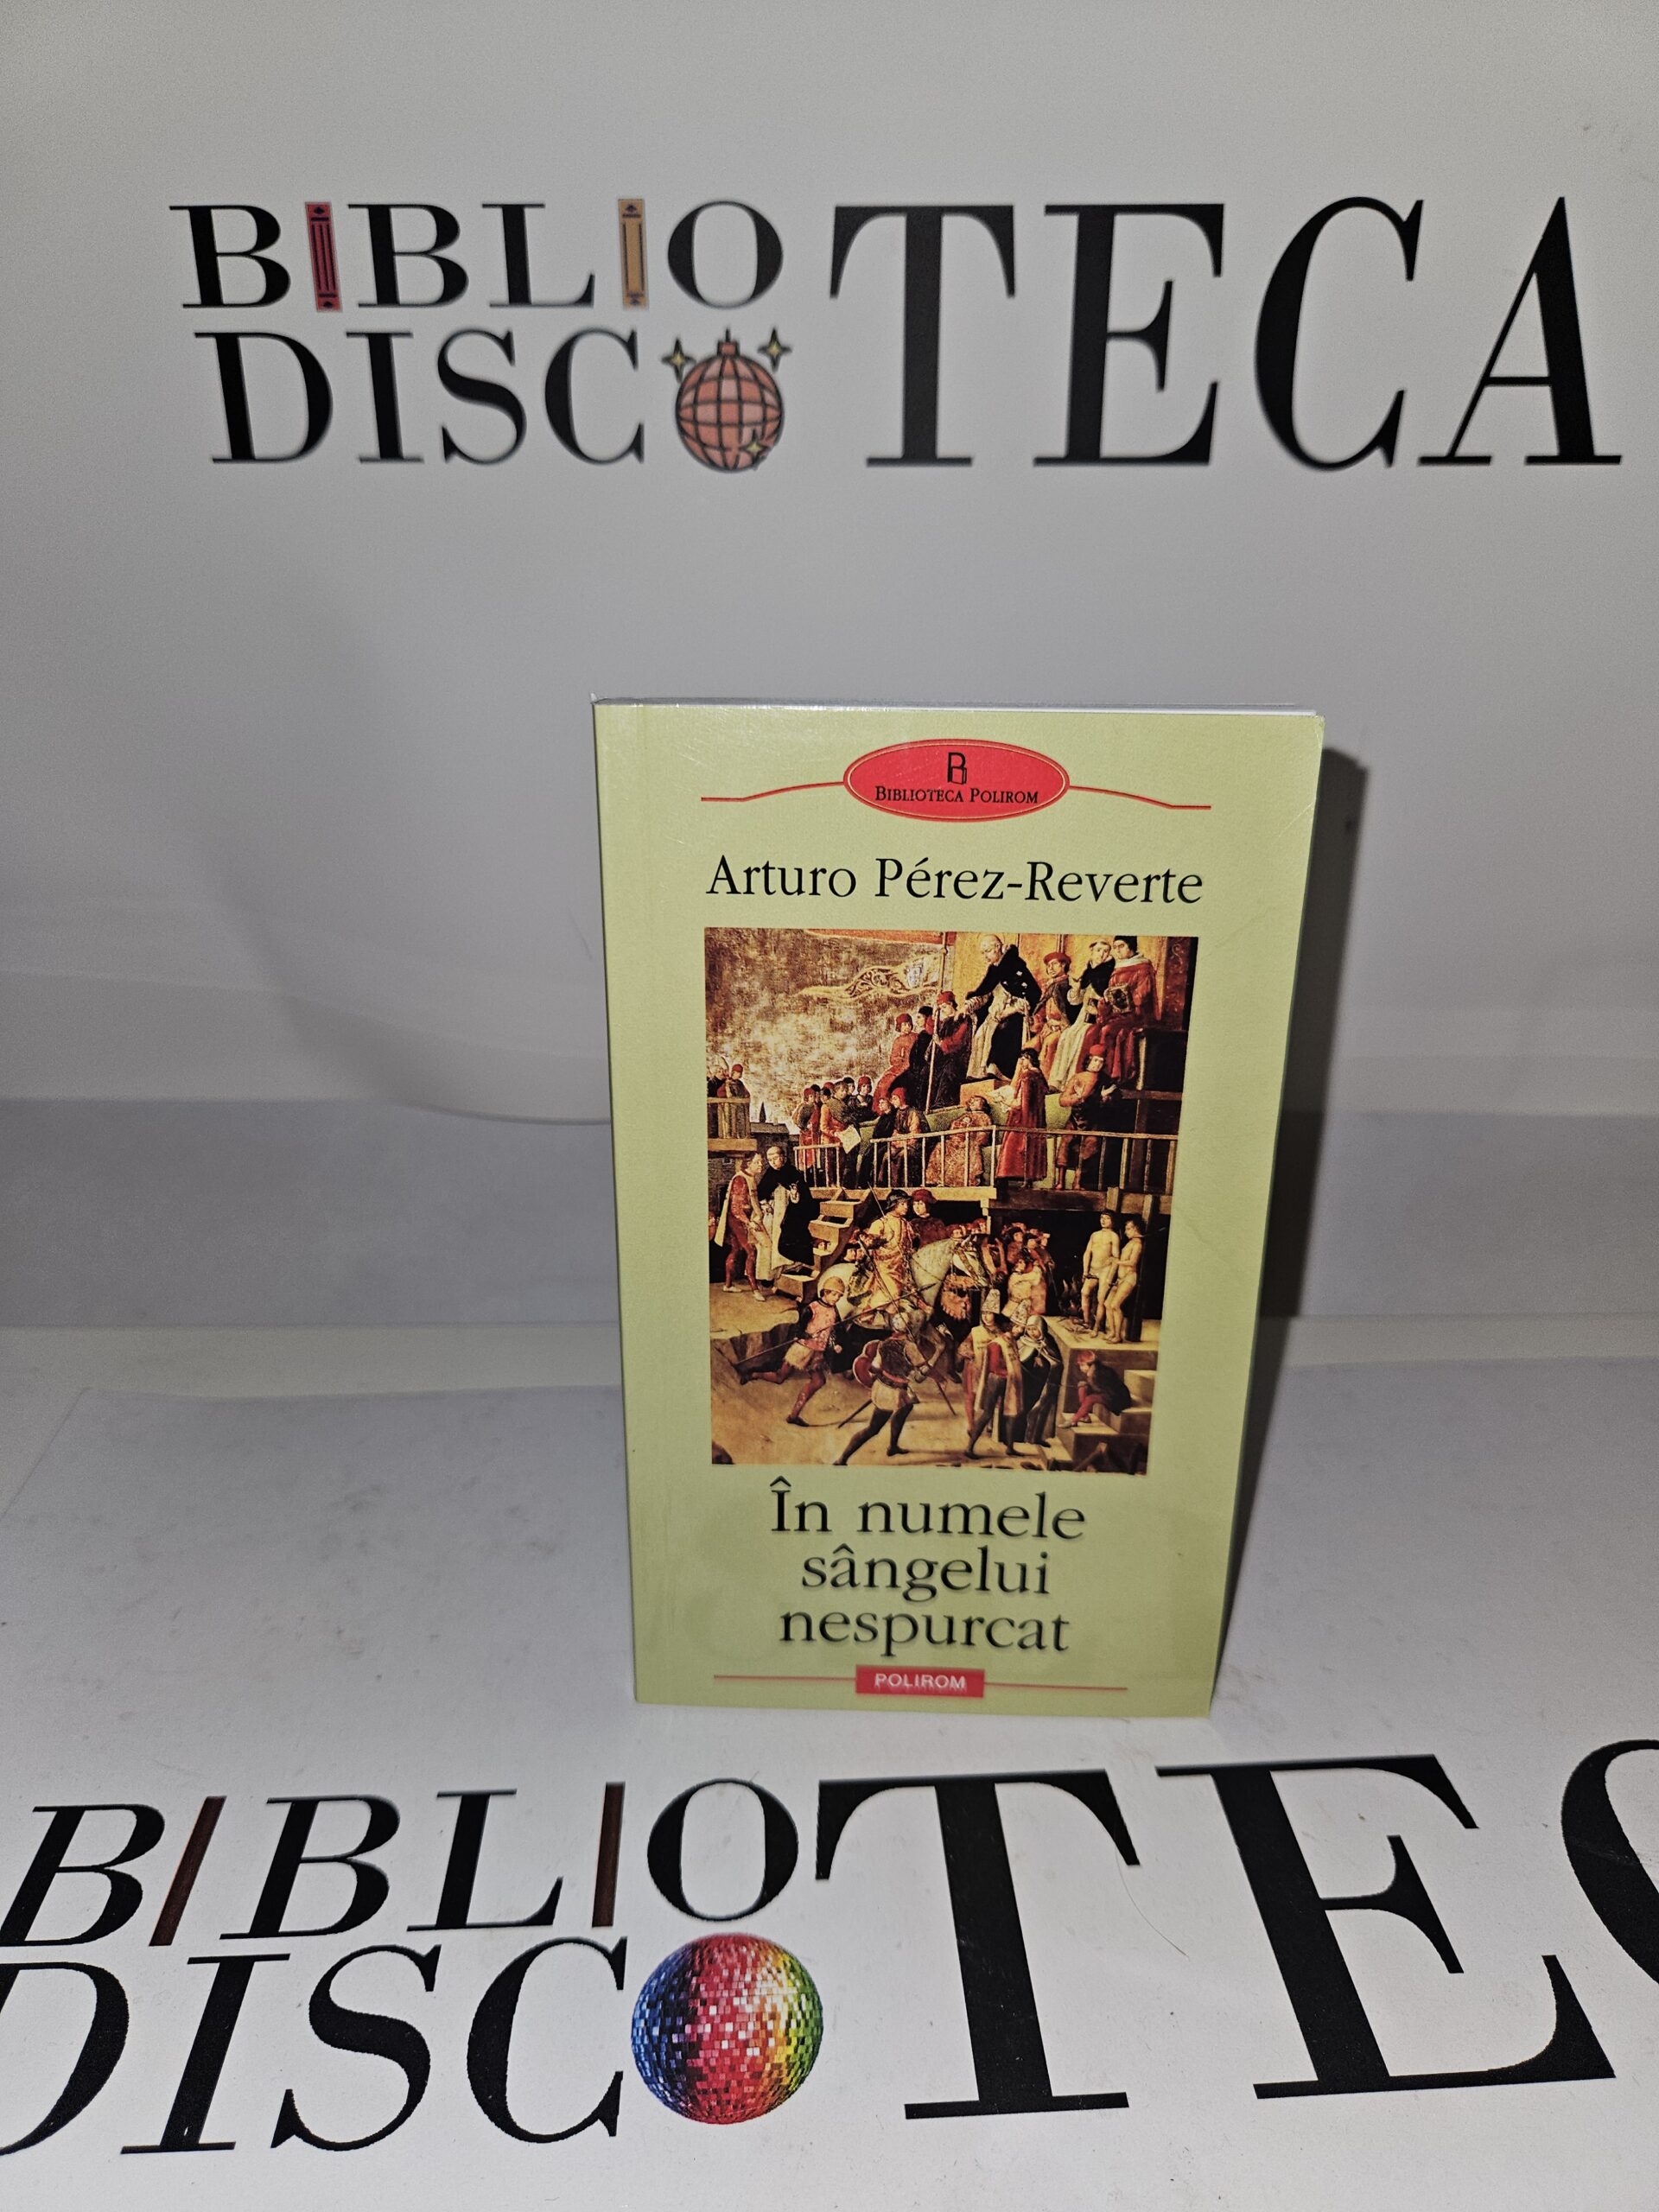 BIBLIO
DISCOTECA
B
BIBLIOTECA POLIROM
Arturo Pérez-Reverte
În numele
sângelui
nespurcat
POLIROM
BIBLIO
DISCOTEC